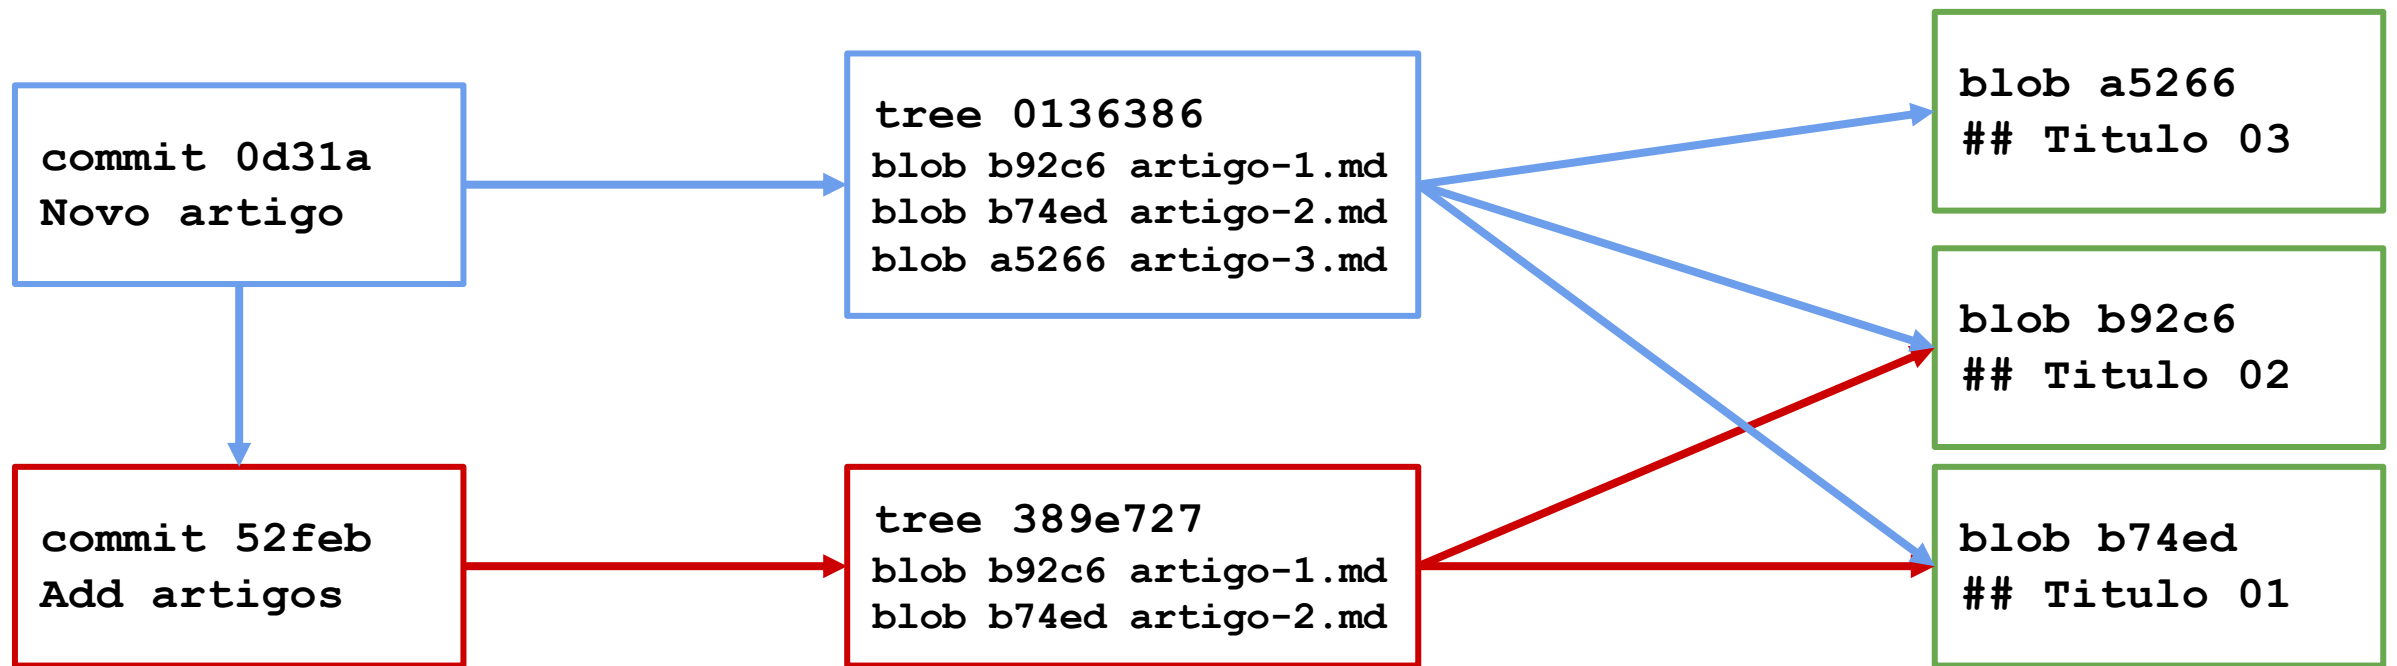 commit 0d31a
Novo artigo
tree 0136386
blob b92c6 artigo-1.md
blob b74ed artigo-2.md
blob a5266 artigo-3.md
blob a5266
## Titulo 03
blob b92c6
## Titulo 02
commit 52feb
Add artigos
tree 389e727
blob b92c6 artigo-1.md
blob b74ed artigo-2.md
blob b74ed
## Titulo 01